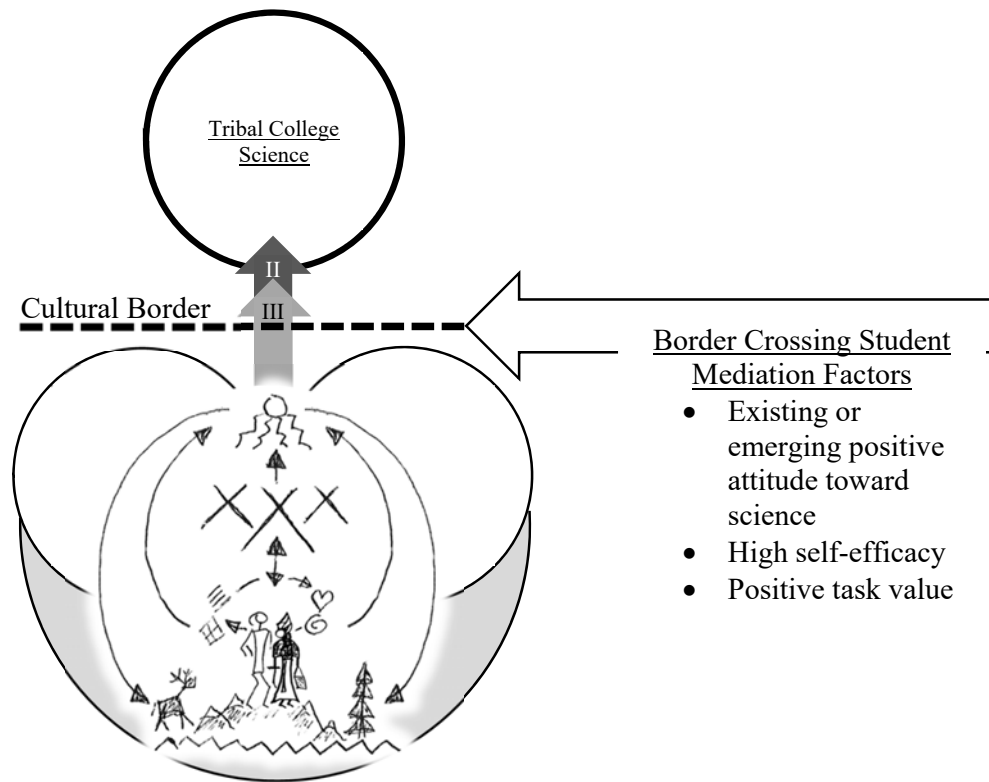 Tribal College
Science
II
III
Cultural Border
Border Crossing Student
Mediation Factors
• Existing or
emerging positive
attitude toward
science
• High self-efficacy
• Positive task value